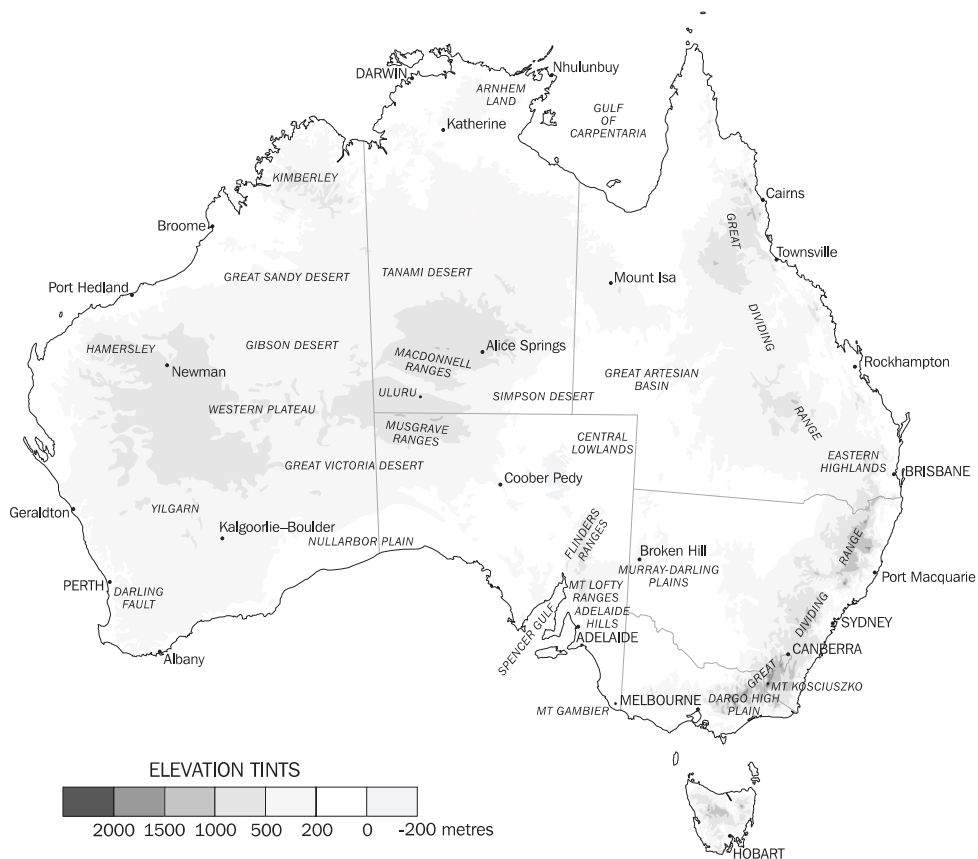 DARWIN
Nhulunbuy
ARNHEM
LAND
GULF
OF
CARPENTARIA
Katherine
KIMBERLEY
Cairns
Broome
GREAT
Townsville
GREAT SANDY DESERT
TANAMI DESERT
Mount Isa
Port Hedland
DIVIDING
HAMERSLEY
GIBSON DESERT
Alice Springs
MACDONNELL
RANGES
Newman
Rockhampton
GREAT ARTESIAN
BASIN
ULURU
SIMPSON DESERT
WESTERN PLATEAU
RANGE
MUSGRAVE
RANGES
CENTRAL
LOWLANDS
EASTERN
HIGHLANDS
GREAT VICTORIA DESERT
BRISBANE
Coober Pedy
Geraldton
YILGARN
Kalgoorlie–Boulder
NULLARBOR PLAIN
FLINDERS
RANGES
RANGE
Broken Hill
MURRAY-DARLING
PLAINS
Port Macquarie
PERTH
DARLING
FAULT
MT LOFTY
RANGES
ADELAIDE
HILLS
DIVIDING
SYDNEY
SPENCER GULF
ADELAIDE
CANBERRA
Albany
GREAT
MT KOSCIUSZKO
MELBOURNE
DARGO HIGH
PLAIN
MT GAMBIER
ELEVATION TINTS
2000 1500 1000 500 200 0 -200 metres
HOBART